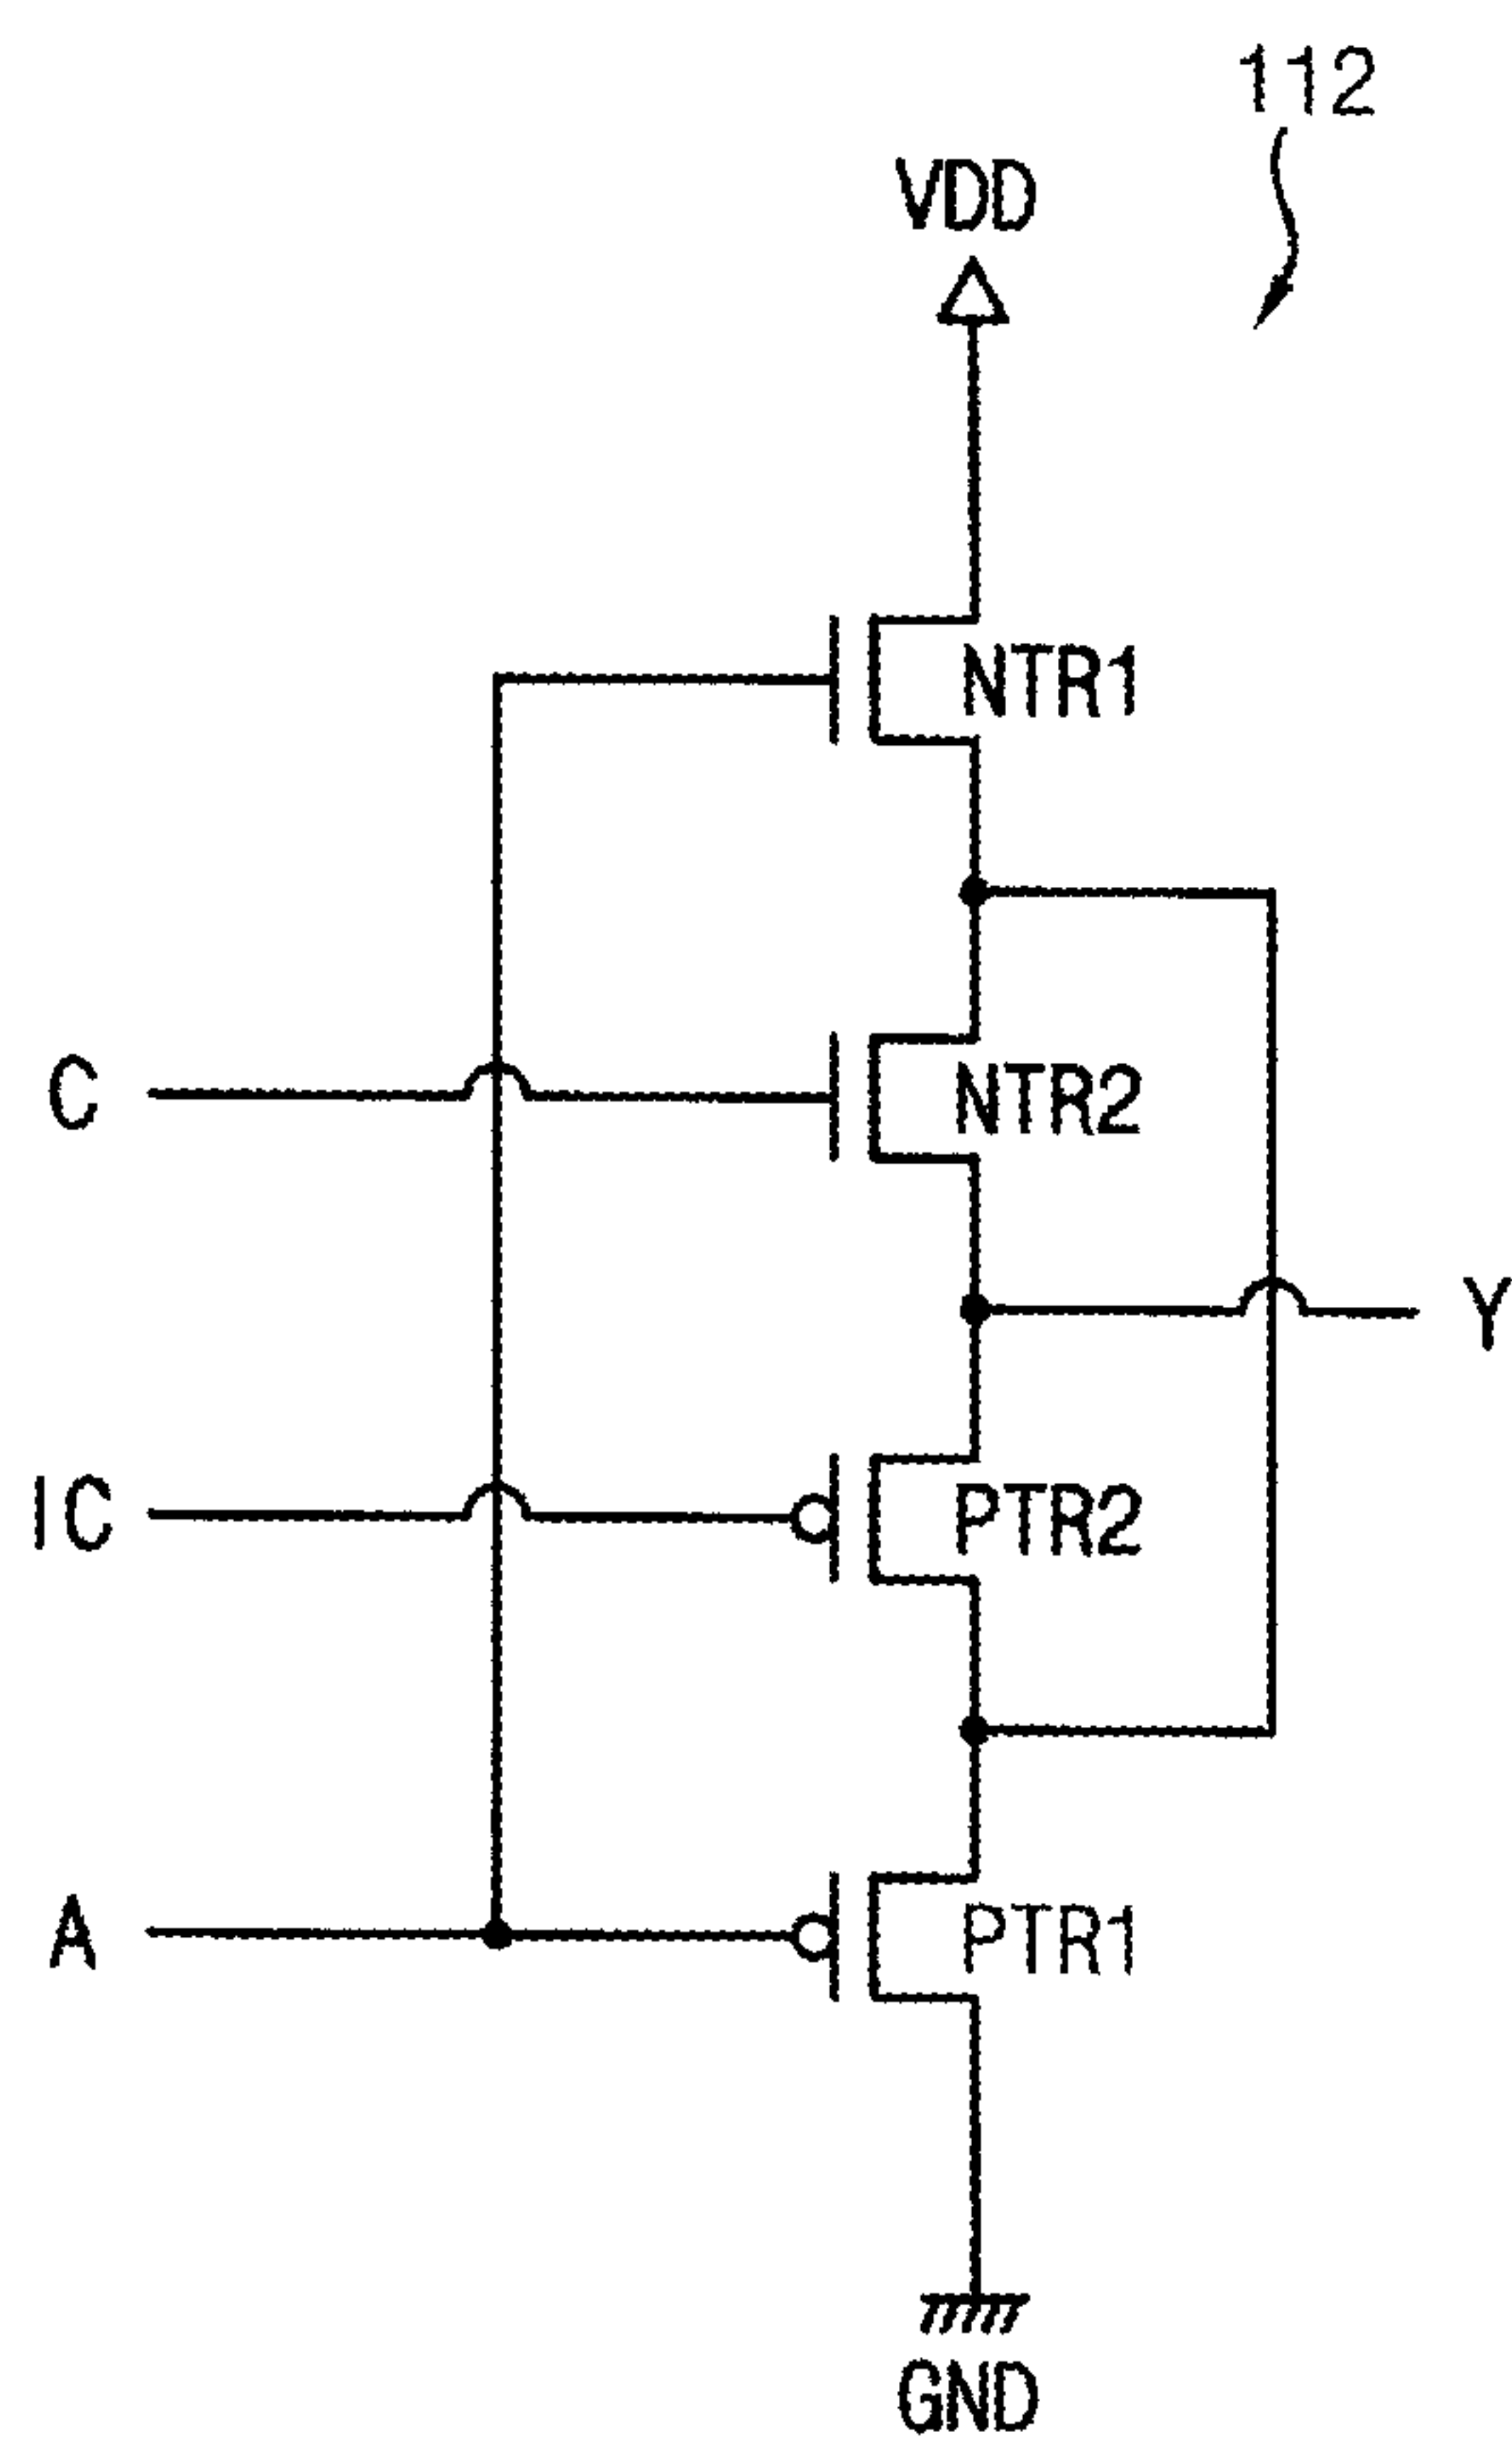 112
VDD
NTR1
C
NTR2
Y
IC
PTR2
A
PTR1
GND